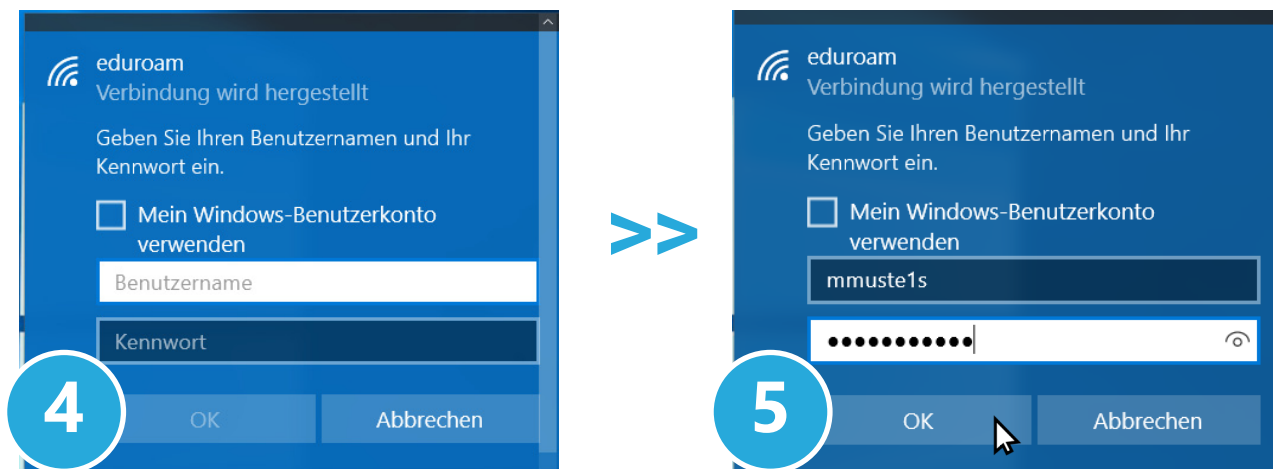 eduroam
Verbindung wird hergestellt
Geben Sie Ihren Benutzernamen und Ihr
Kennwort ein.
Mein Windows-Benutzerkonto
verwenden
Benutzername
Kennwort
4
OK
Abbrechen
>>
eduroam
Verbindung wird hergestellt
Geben Sie Ihren Benutzernamen und Ihr
Kennwort ein.
Mein Windows-Benutzerkonto
verwenden
mmuste1s
●●●●●●●●●●●
5
OK
Abbrechen